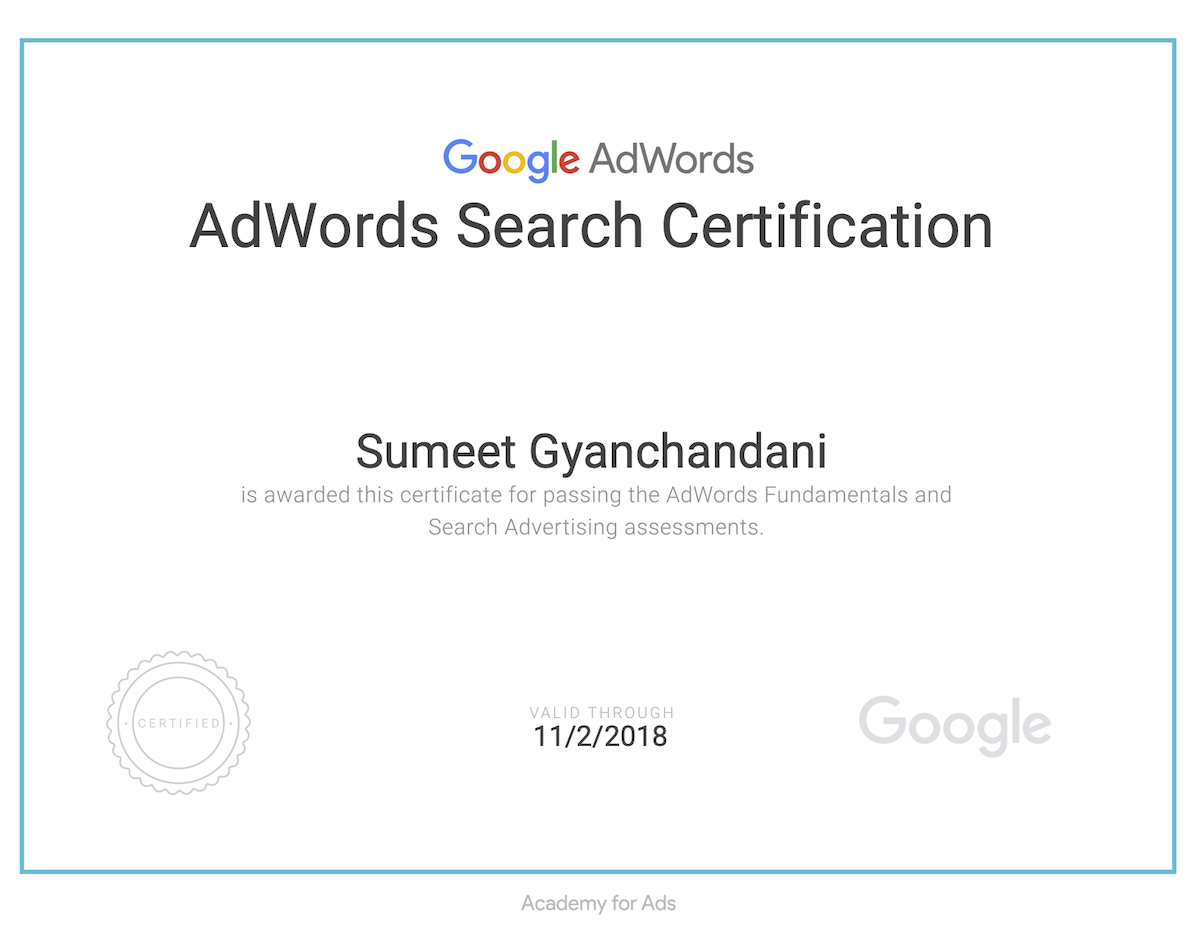 Google AdWords
AdWords Search Certification
Sumeet Gyanchandani
is awarded this certificate for passing the AdWords Fundamentals and
Search Advertising assessments.
· CERTIFIED ·
VALID THROUGH
11/2/2018
Google
Academy for Ads